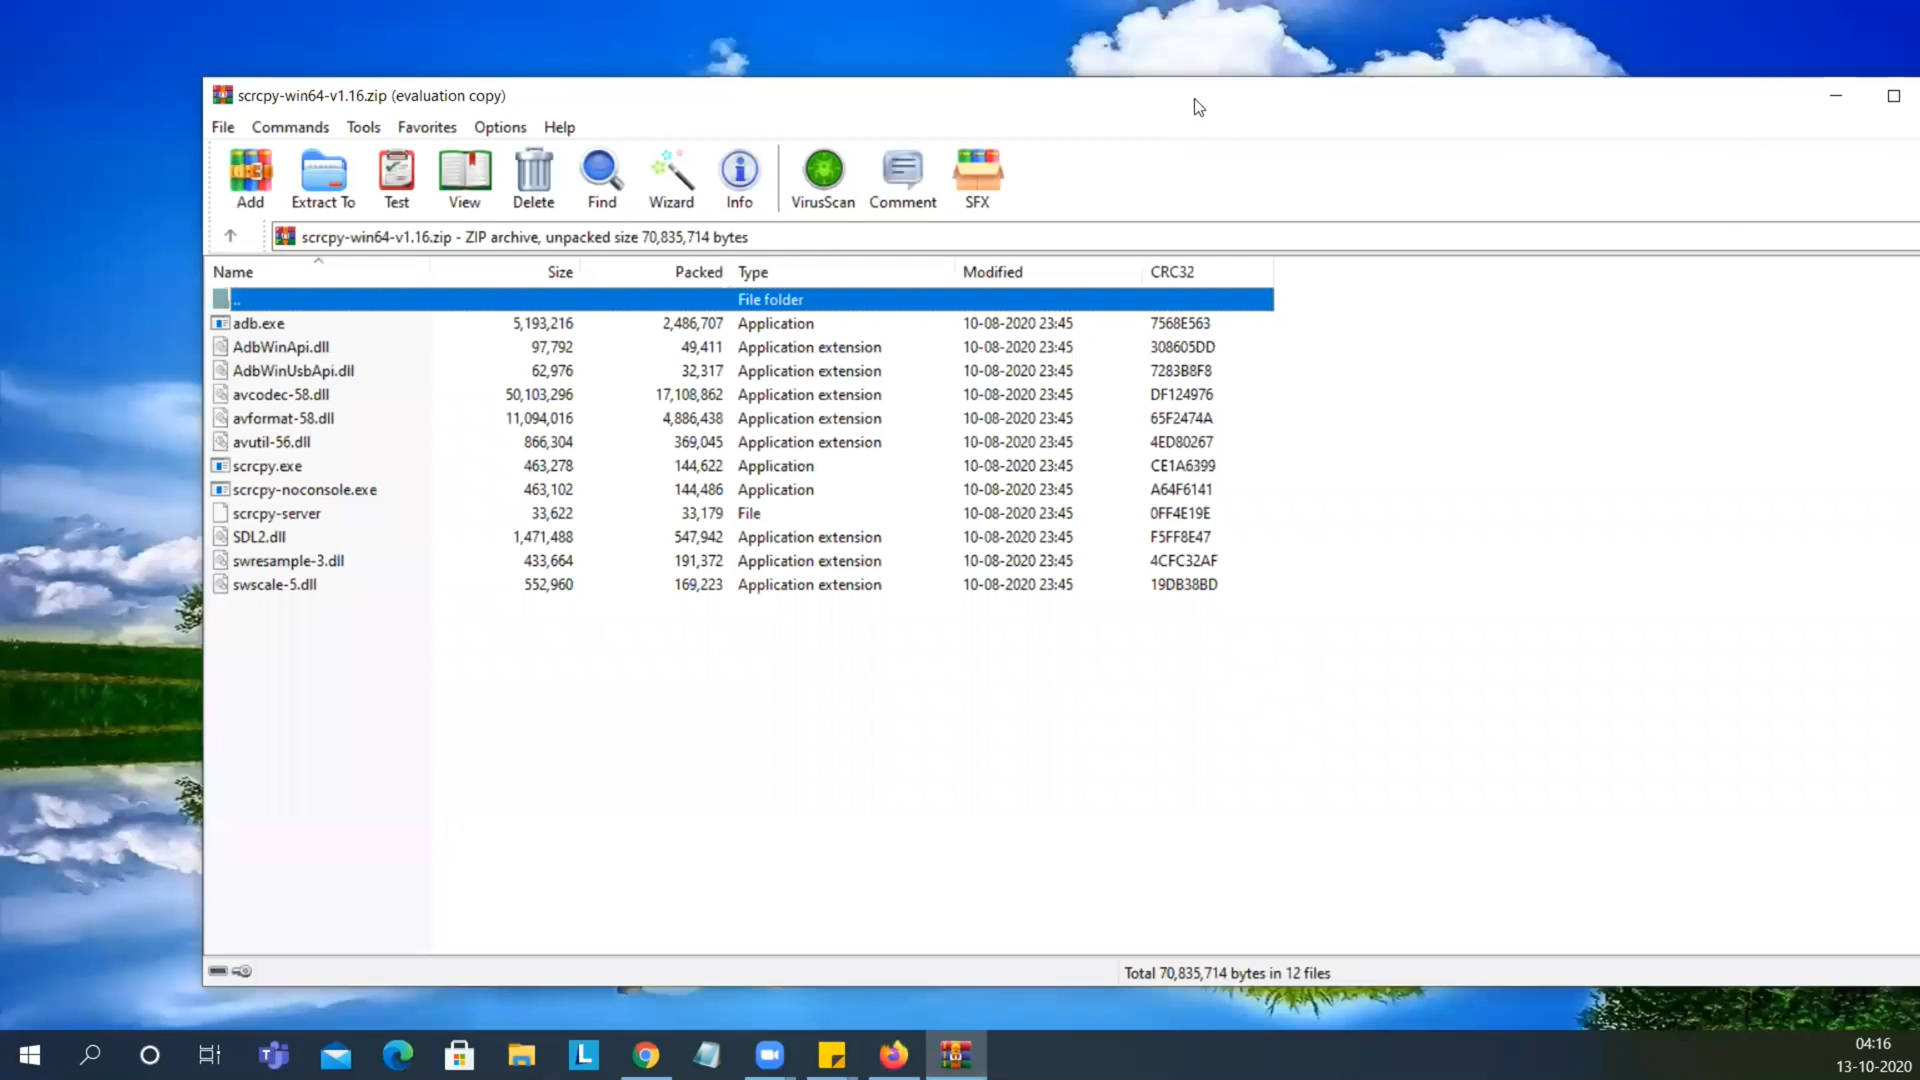 scrcpy-win64-v1.16.zip (evaluation copy)
File Commands Tools Favorites Options Help
Add Extract To Test View Delete Find Wizard Info VirusScan Comment SFX
scrcpy-win64-v1.16.zip - ZIP archive, unpacked size 70,835,714 bytes
Name Size Packed Type Modified CRC32
.. File folder
adb.exe 5,193,216 2,486,707 Application 10-08-2020 23:45 7568E563
AdbWinApi.dll 97,792 49,411 Application extension 10-08-2020 23:45 308605DD
AdbWinUsbApi.dll 62,976 32,317 Application extension 10-08-2020 23:45 7283B8F8
avcodec-58.dll 50,103,296 17,108,862 Application extension 10-08-2020 23:45 DF124976
avformat-58.dll 11,094,016 4,886,438 Application extension 10-08-2020 23:45 65F2474A
avutil-56.dll 866,304 369,045 Application extension 10-08-2020 23:45 4ED80267
scrcpy.exe 463,278 144,622 Application 10-08-2020 23:45 CE1A6399
scrcpy-noconsole.exe 463,102 144,486 Application 10-08-2020 23:45 A64F6141
scrcpy-server 33,622 33,179 File 10-08-2020 23:45 0FF4E19E
SDL2.dll 1,471,488 547,942 Application extension 10-08-2020 23:45 F5FF8E47
swresample-3.dll 433,664 191,372 Application extension 10-08-2020 23:45 4CFC32AF
swscale-5.dll 552,960 169,223 Application extension 10-08-2020 23:45 19DB38BD
Total 70,835,714 bytes in 12 files
L
04:16
13-10-2020